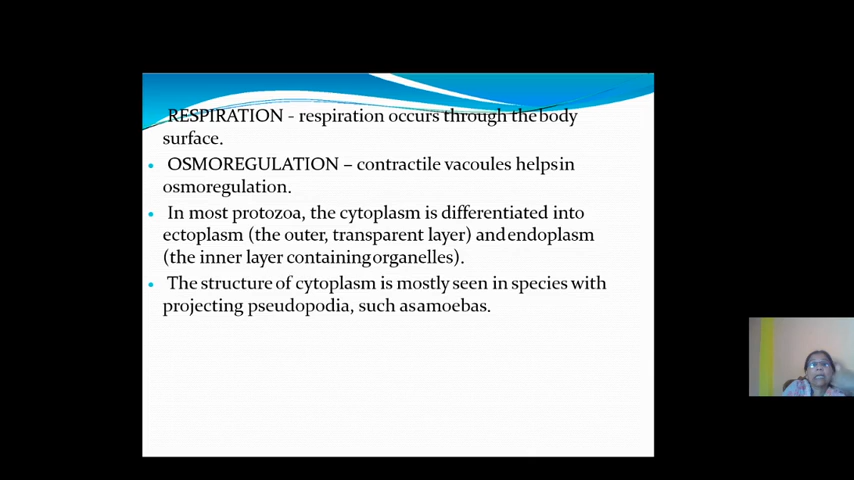 RESPIRATION - respiration occurs through the body
surface.
• OSMOREGULATION – contractile vacoules helps in
osmoregulation.
• In most protozoa, the cytoplasm is differentiated into
ectoplasm (the outer, transparent layer) and endoplasm
(the inner layer containing organelles).
• The structure of cytoplasm is mostly seen in species with
projecting pseudopodia, such as amoebas.